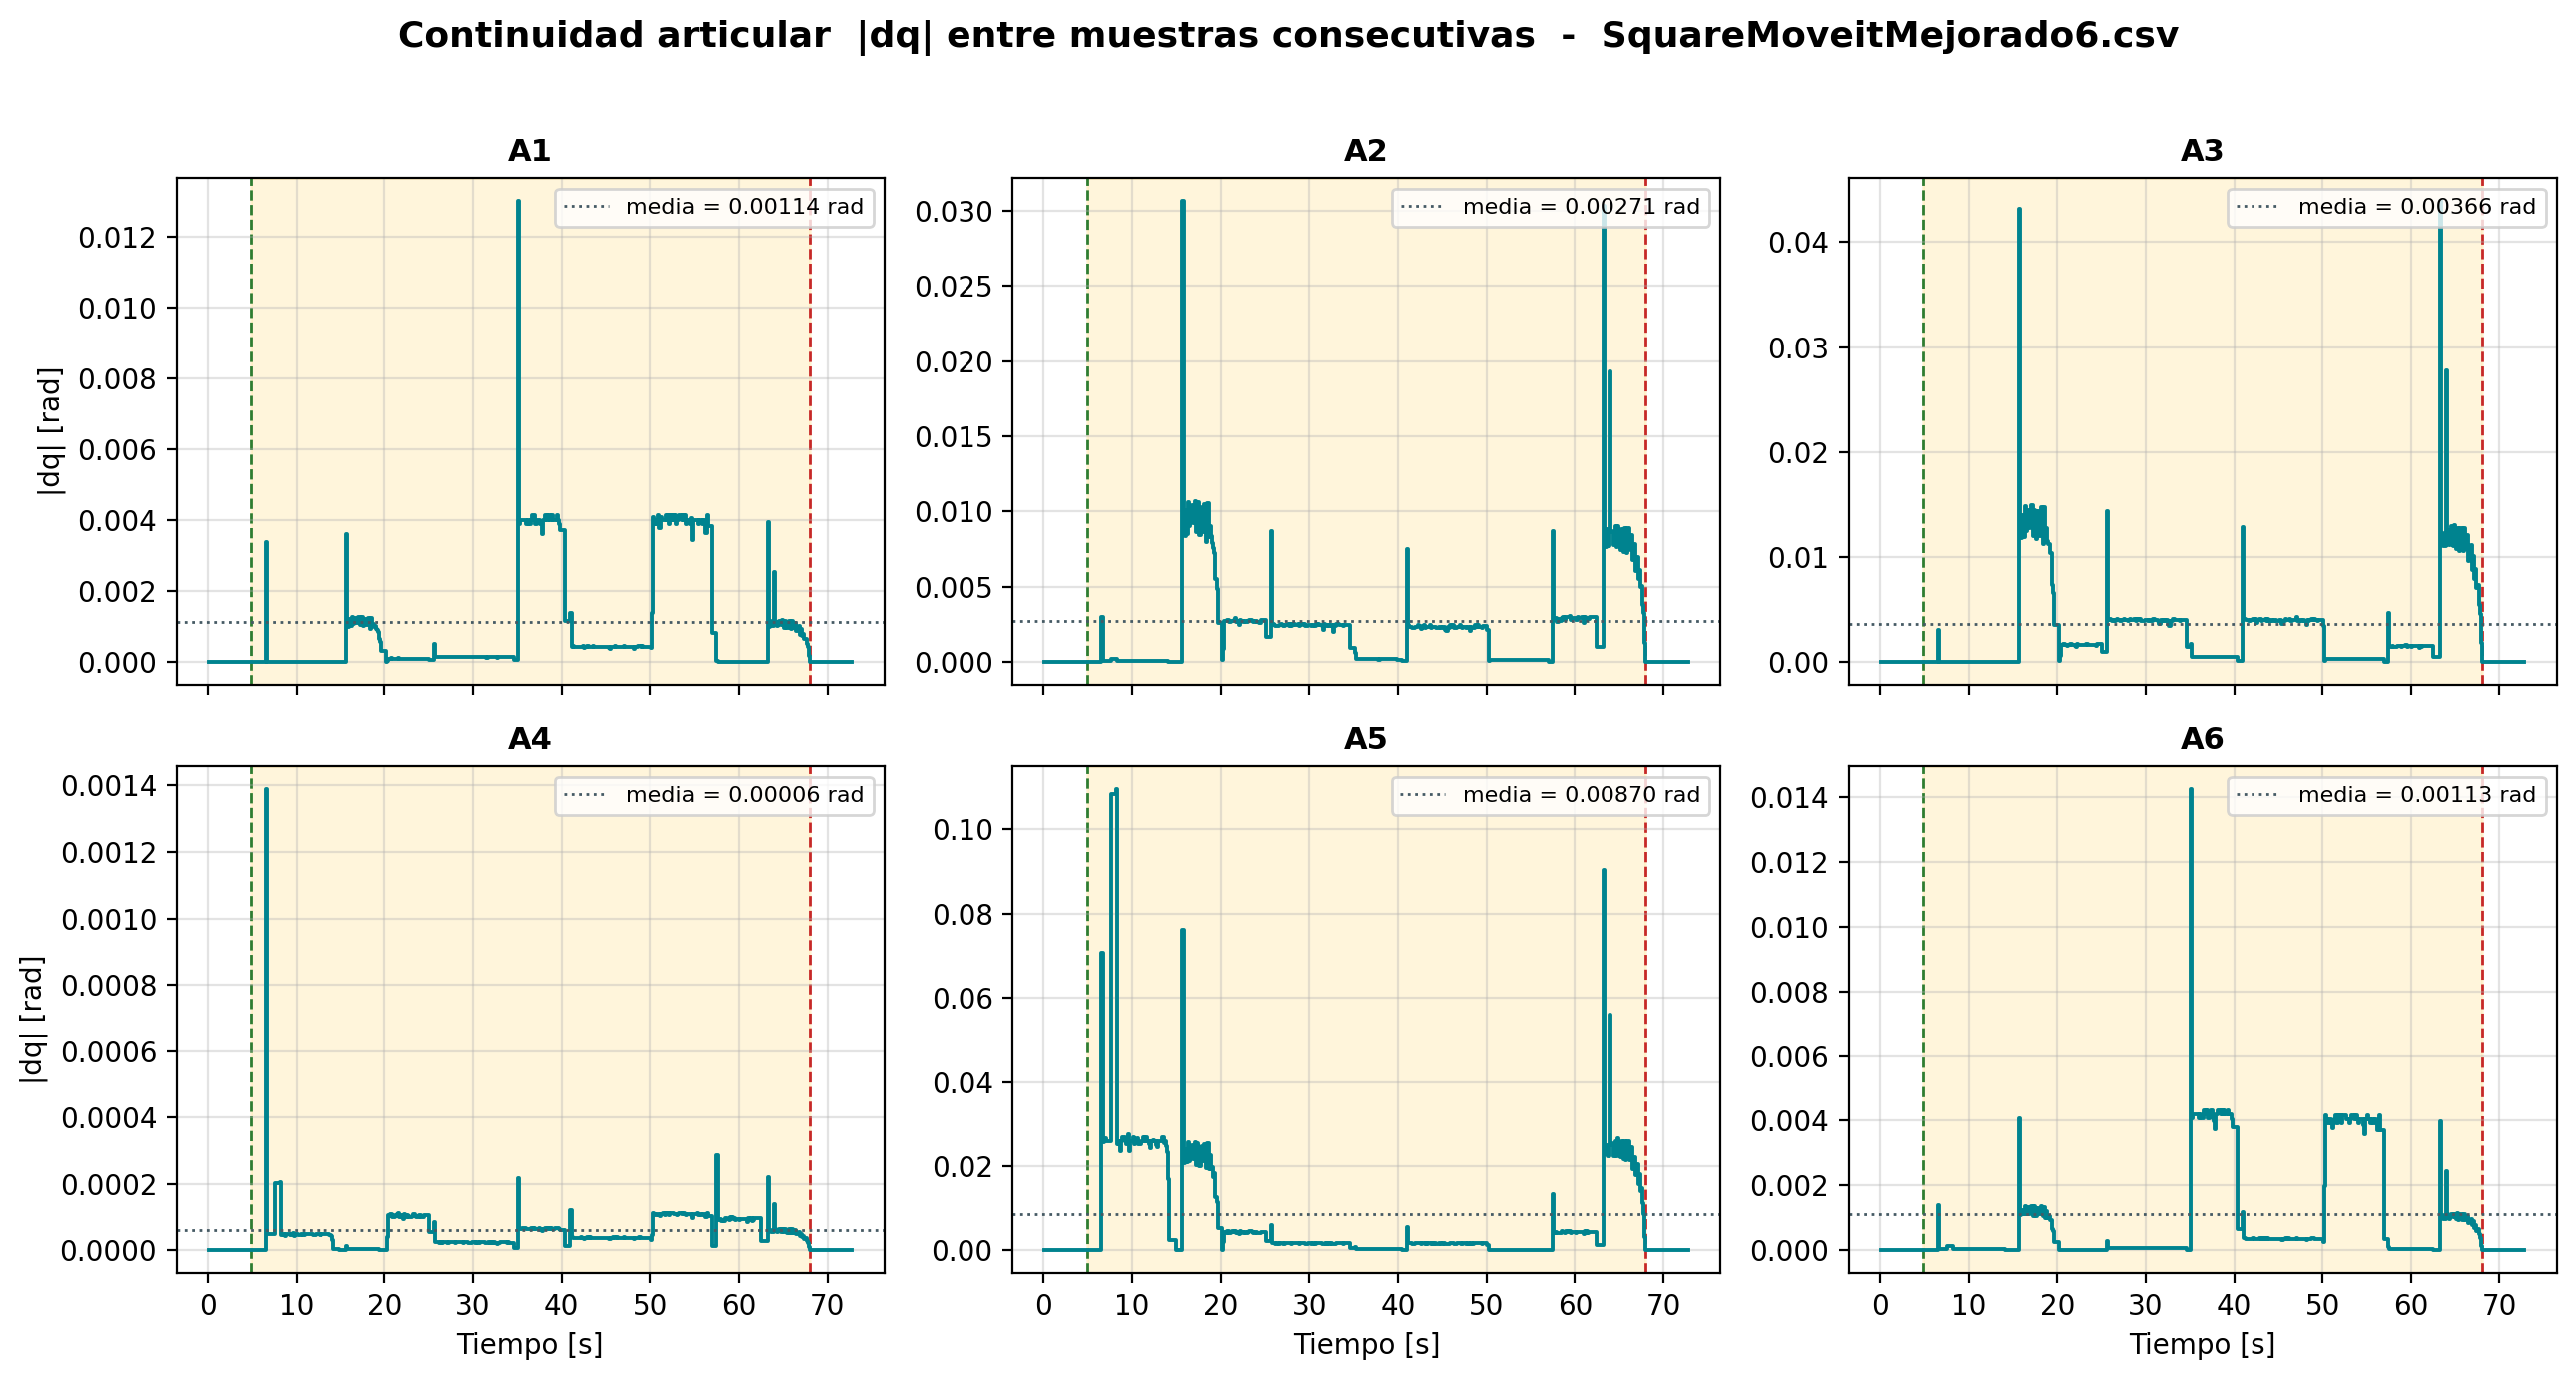 Continuidad articular |dq| entre muestras consecutivas - SquareMoveitMejorado6.csv
A1
A2
A3
media = 0.00114 rad
media = 0.00271 rad
media = 0.00366 rad
|dq| [rad]
0.012
0.010
0.008
0.006
0.004
0.002
0.000
0.030
0.025
0.020
0.015
0.010
0.005
0.000
0.04
0.03
0.02
0.01
0.00
A4
A5
A6
media = 0.00006 rad
media = 0.00870 rad
media = 0.00113 rad
|dq| [rad]
0.0014
0.0012
0.0010
0.0008
0.0006
0.0004
0.0002
0.0000
0.10
0.08
0.06
0.04
0.02
0.00
0.014
0.012
0.010
0.008
0.006
0.004
0.002
0.000
0 10 20 30 40 50 60 70
0 10 20 30 40 50 60 70
0 10 20 30 40 50 60 70
Tiempo [s]
Tiempo [s]
Tiempo [s]